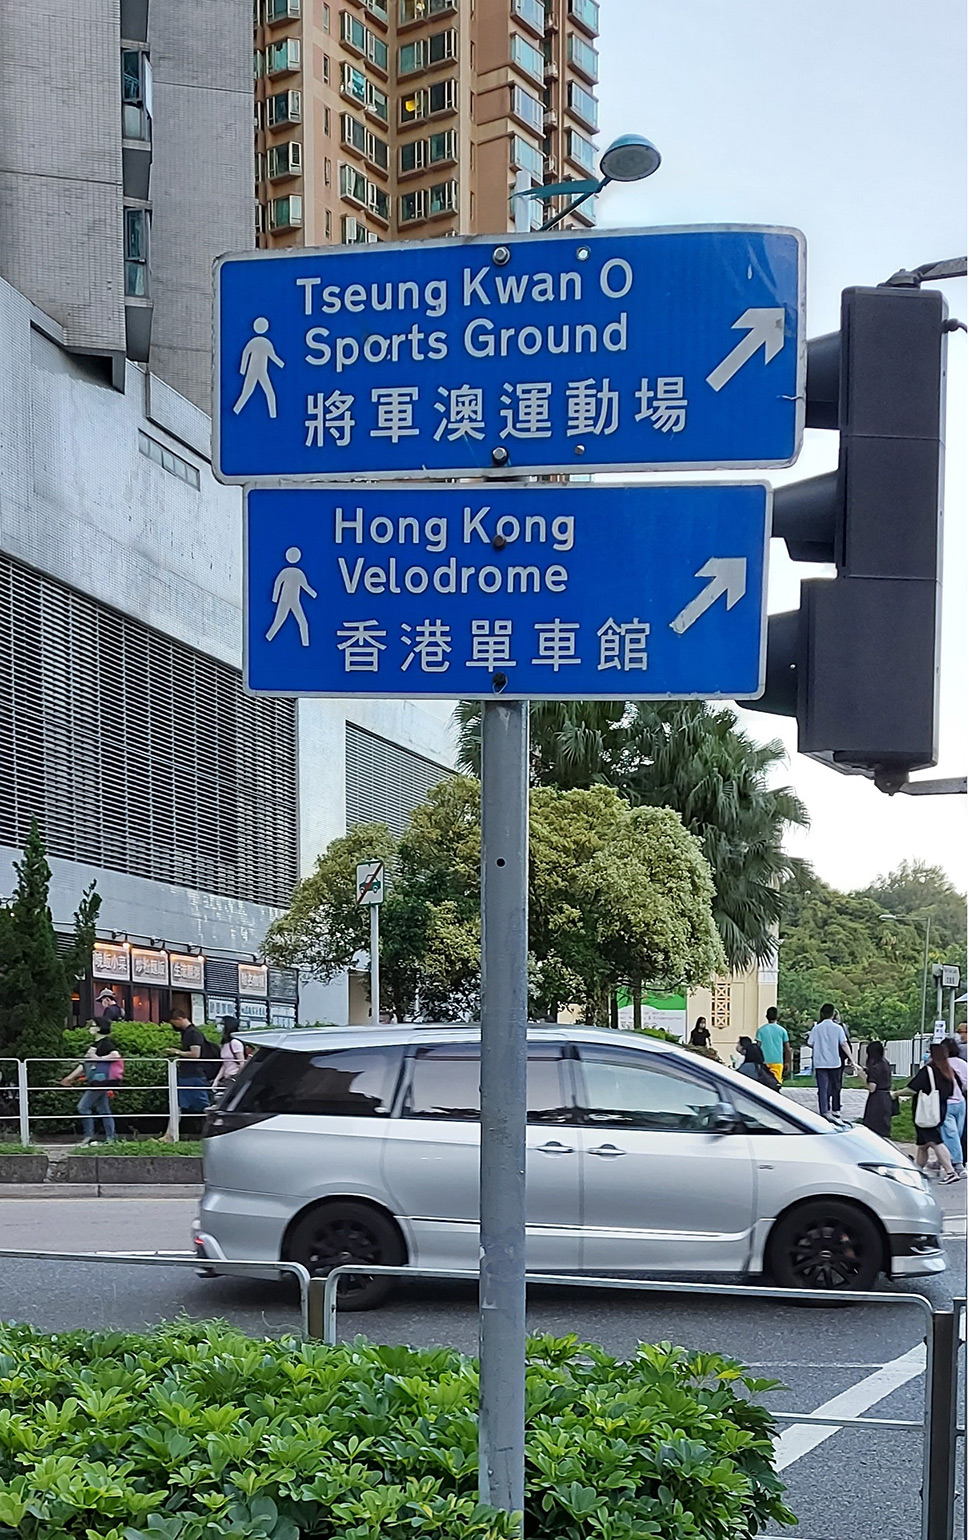 Tseung Kwan O
Sports Ground
將軍澳運動場
Hong Kong
Velodrome
香港單車館